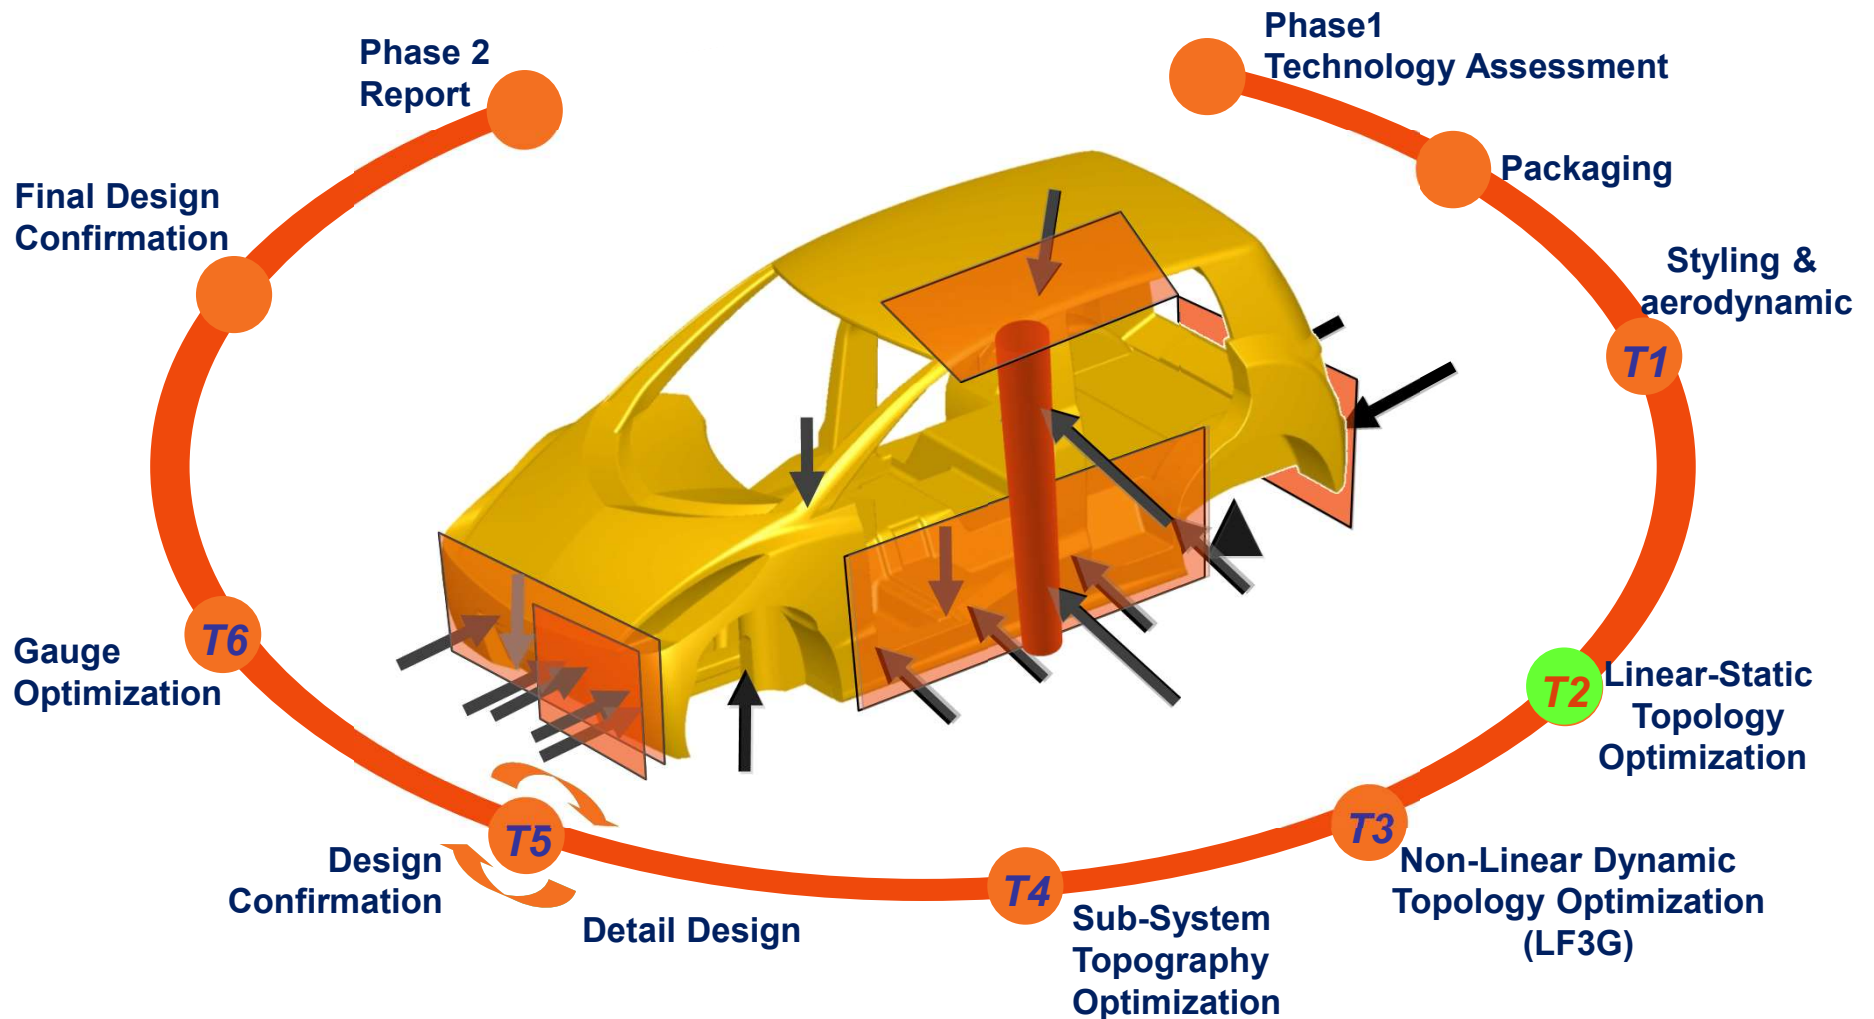 Phase1
Technology Assessment
Packaging
Styling &
aerodynamic
T1
T2
Linear-Static
Topology
Optimization
T3
Non-Linear Dynamic
Topology Optimization
(LF3G)
T4
Sub-System
Topography
Optimization
Detail Design
T5
Design
Confirmation
T6
Gauge
Optimization
Final Design
Confirmation
Phase 2
Report